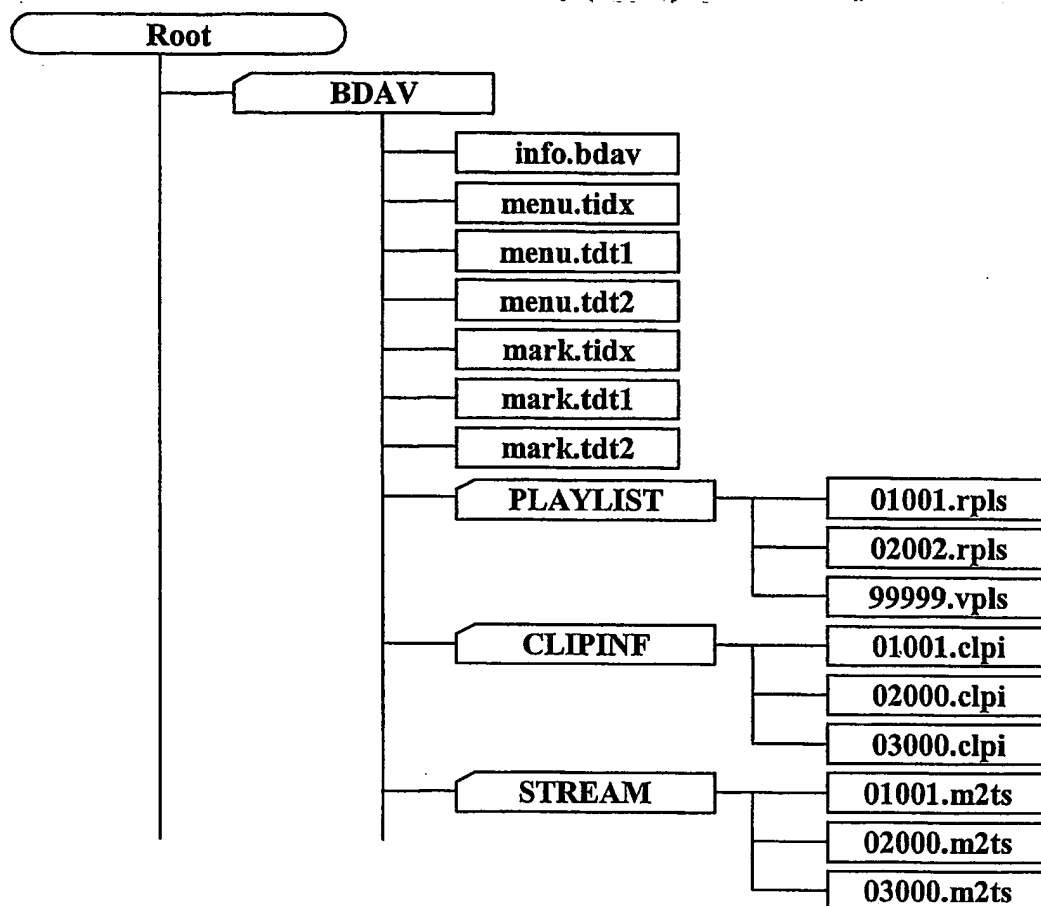 Root
BDAV
info.bdav
menu.tidx
menu.tdt1
menu.tdt2
mark.tidx
mark.tdt1
mark.tdt2
PLAYLIST
01001.rpls
02002.rpls
99999.vpls
CLIPINF
01001.clpi
02000.clpi
03000.clpi
STREAM
01001.m2ts
02000.m2ts
03000.m2ts